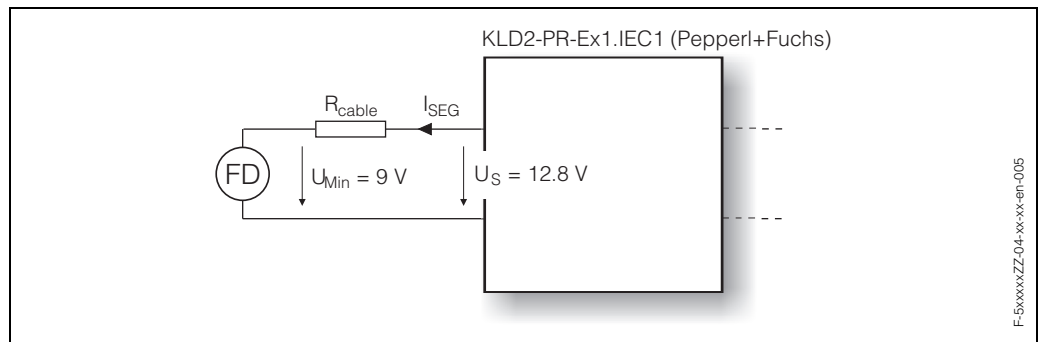 KLD2-PR-Ex1.IEC1 (Pepperl+Fuchs)
Rcable
ISEG
FD
UMin = 9 V
US = 12.8 V
F-5xxxxxZZ-04-xx-xx-en-005